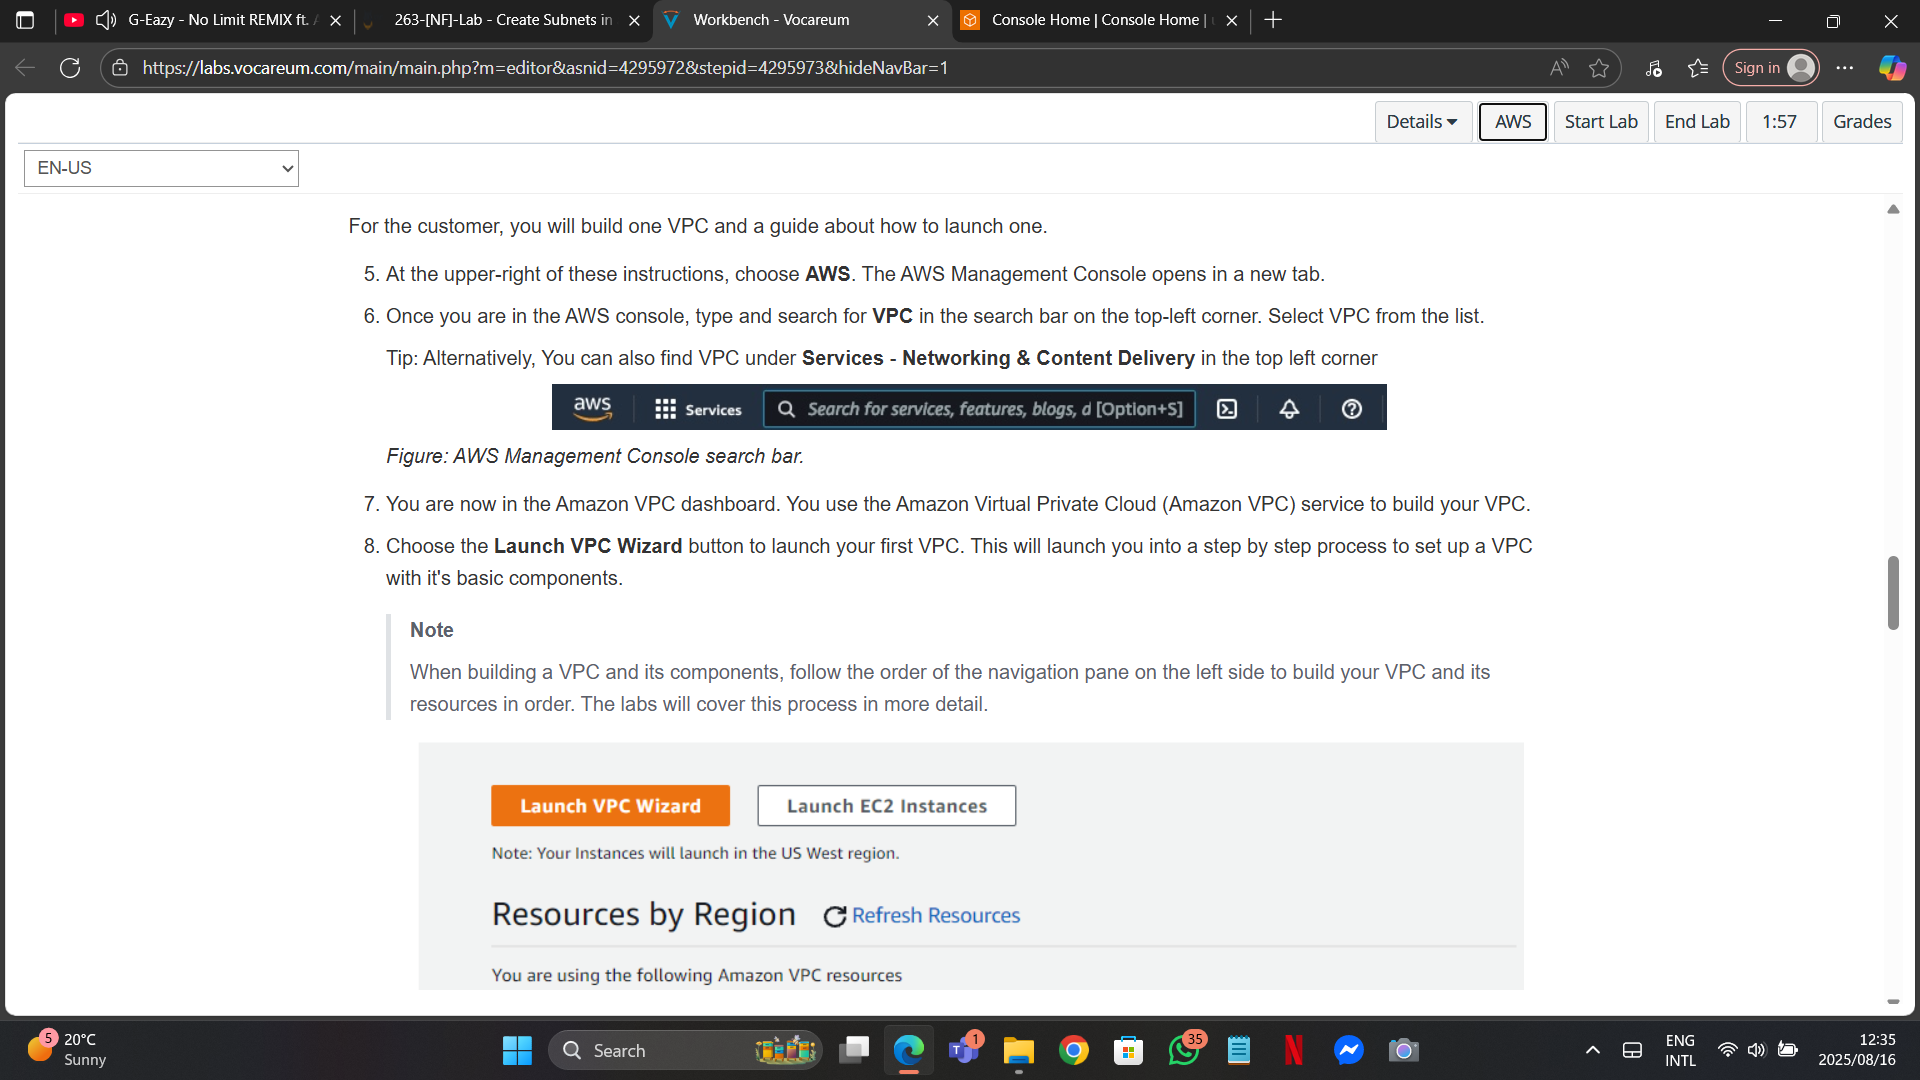 G-Eazy - No Limit REMIX ft.
263-[NF]-Lab - Create Subnets in
Workbench - Vocareum
Console Home | Console Home |
https://labs.vocareum.com/main/main.php?m=editor&asnid=4295972&stepid=4295973&hideNavBar=1
Sign in
Details
AWS
Start Lab
End Lab
1:57
Grades
EN-US
For the customer, you will build one VPC and a guide about how to launch one.
5. At the upper-right of these instructions, choose AWS. The AWS Management Console opens in a new tab.
6. Once you are in the AWS console, type and search for VPC in the search bar on the top-left corner. Select VPC from the list.
Tip: Alternatively, You can also find VPC under Services - Networking & Content Delivery in the top left corner
aws Services Search for services, features, blogs, d [Option+S]
Figure: AWS Management Console search bar.
7. You are now in the Amazon VPC dashboard. You use the Amazon Virtual Private Cloud (Amazon VPC) service to build your VPC.
8. Choose the Launch VPC Wizard button to launch your first VPC. This will launch you into a step by step process to set up a VPC
with it's basic components.
Note
When building a VPC and its components, follow the order of the navigation pane on the left side to build your VPC and its
resources in order. The labs will cover this process in more detail.
Launch VPC Wizard
Launch EC2 Instances
Note: Your Instances will launch in the US West region.
Resources by Region
Refresh Resources
You are using the following Amazon VPC resources
5
20°C
Sunny
Search
1
35
ENG
INTL
12:35
2025/08/16